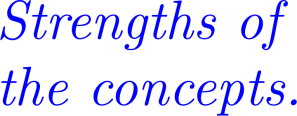 Strengths of
the concepts.